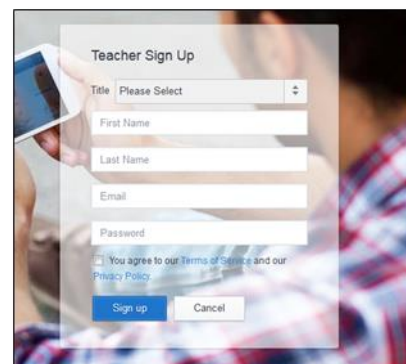 Teacher Sign Up
Title Please Select
First Name
Last Name
Email
Password
You agree to our Terms of Service and our
Privacy Policy.
Sign up Cancel